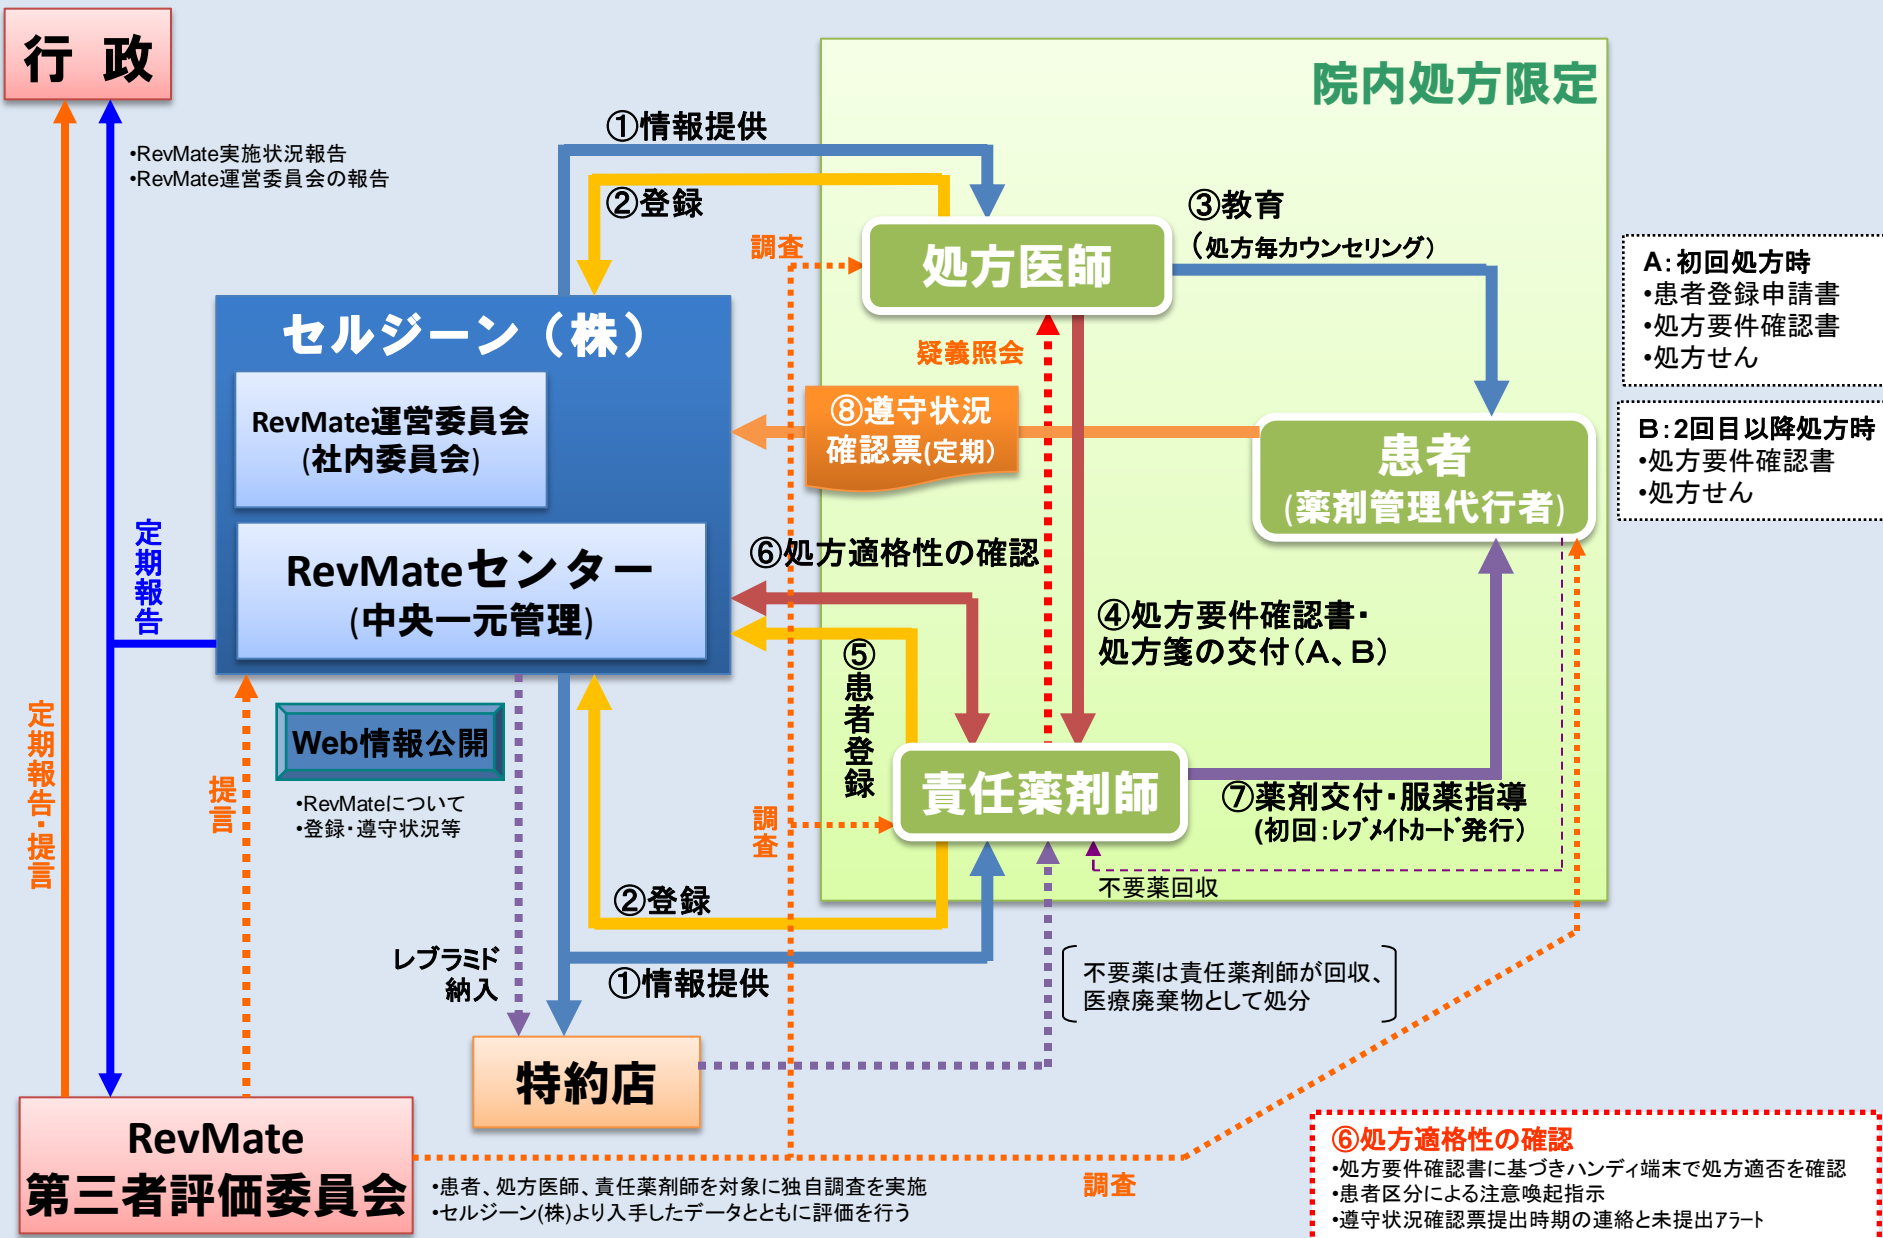 行 政
•RevMate実施状況報告
•RevMate運営委員会の報告
院内処方限定
①情報提供
②登録
調査
処方医師
③教育
(処方毎カウンセリング)
A:初回処方時
•患者登録申請書
•処方要件確認書
•処方せん
B:2回目以降処方時
•処方要件確認書
•処方せん
セルジーン(株)
RevMate運営委員会
(社内委員会)
RevMateセンター
(中央一元管理)
疑義照会
⑧遵守状況
確認票(定期)
患者
(薬剤管理代行者)
⑥処方適格性の確認
④処方要件確認書・
処方箋の交付(A、B)
⑤患者登録
定期報告
定期報告・提言
提言
Web情報公開
•RevMateについて
•登録・遵守状況等
調査
責任薬剤師
⑦薬剤交付・服薬指導
(初回:レブメイトカード発行)
不要薬回収
②登録
レブラミド
納入
①情報提供
不要薬は責任薬剤師が回収、
医療廃棄物として処分
特約店
RevMate
第三者評価委員会
•患者、処方医師、責任薬剤師を対象に独自調査を実施
•セルジーン(株)より入手したデータとともに評価を行う
調査
⑥処方適格性の確認
•処方要件確認書に基づきハンディ端末で処方適否を確認
•患者区分による注意喚起指示
•遵守状況確認票提出時期の連絡と未提出アラート